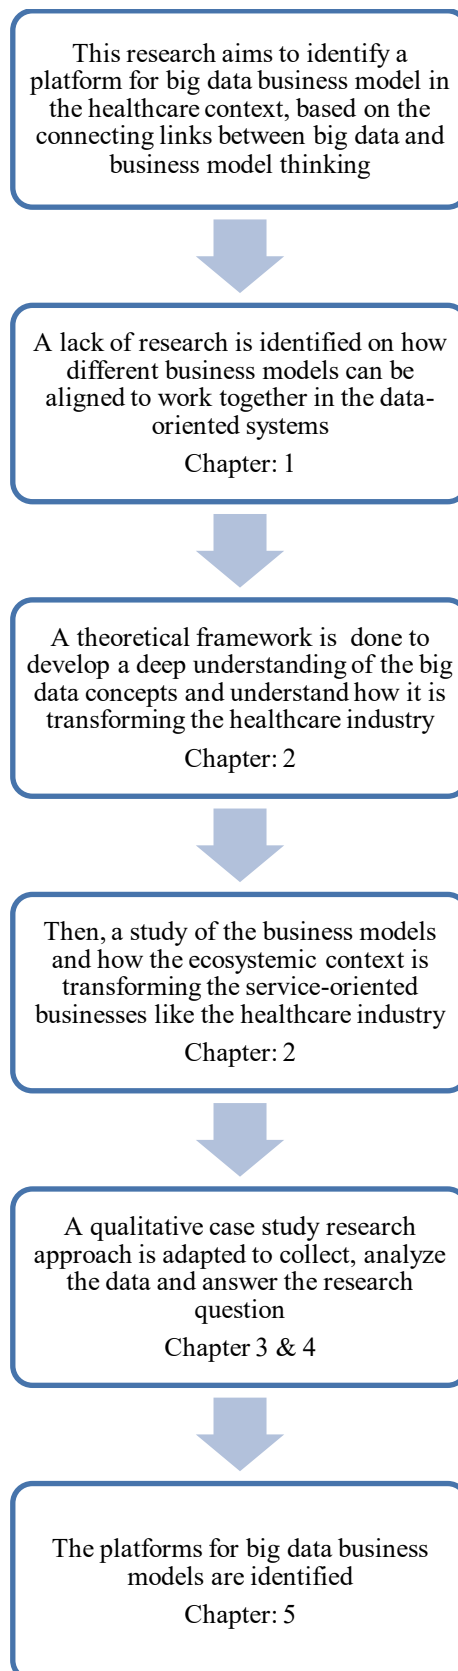 This research aims to identify a
platform for big data business model in
the healthcare context, based on the
connecting links between big data and
business model thinking
A lack of research is identified on how
different business models can be
aligned to work together in the data-
oriented systems
Chapter: 1
A theoretical framework is done to
develop a deep understanding of the big
data concepts and understand how it is
transforming the healthcare industry
Chapter: 2
Then, a study of the business models
and how the ecosystemic context is
transforming the service-oriented
businesses like the healthcare industry
Chapter: 2
A qualitative case study research
approach is adapted to collect, analyze
the data and answer the research
question
Chapter 3 & 4
The platforms for big data business
models are identified
Chapter: 5